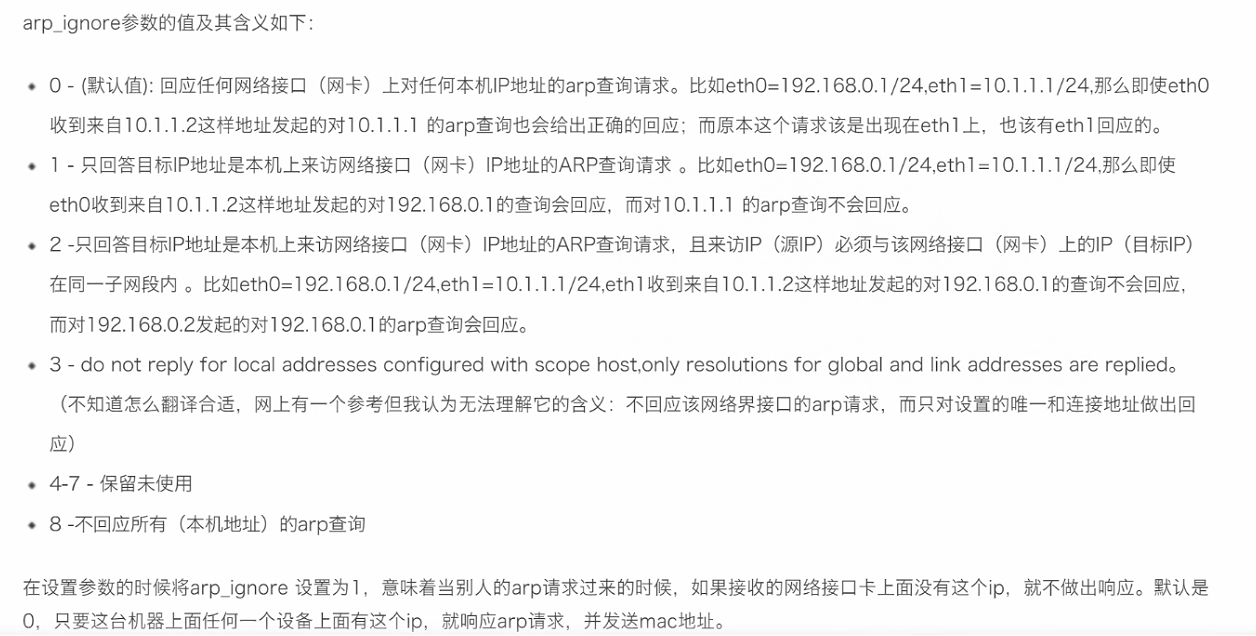 arp_ignore参数的值及其含义如下：
0 - (默认值): 回应任何网络接口（网卡）上对任何本机IP地址的arp查询请求。比如eth0=192.168.0.1/24,eth1=10.1.1.1/24,那么即使eth0
收到来自10.1.1.2这样地址发起的对10.1.1.1 的arp查询也会给出正确的回应；而原本这个请求该是出现在eth1上，也该有eth1回应的。
1 - 只回答目标IP地址是本机上来访网络接口（网卡）IP地址的ARP查询请求 。比如eth0=192.168.0.1/24,eth1=10.1.1.1/24,那么即使
eth0收到来自10.1.1.2这样地址发起的对192.168.0.1的查询会回应，而对10.1.1.1 的arp查询不会回应。
2 -只回答目标IP地址是本机上来访网络接口（网卡）IP地址的ARP查询请求，且来访IP（源IP）必须与该网络接口（网卡）上的IP（目标IP）
在同一子网段内 。比如eth0=192.168.0.1/24,eth1=10.1.1.1/24,eth1收到来自10.1.1.2这样地址发起的对192.168.0.1的查询不会回应,
而对192.168.0.2发起的对192.168.0.1的arp查询会回应。
3 - do not reply for local addresses configured with scope host,only resolutions for global and link addresses are replied。
（不知道怎么翻译合适，网上有一个参考但我认为无法理解它的含义：不回应该网络界接口的arp请求，而只对设置的唯一和连接地址做出回
应）
4-7 - 保留未使用
8 -不回应所有（本机地址）的arp查询
在设置参数的时候将arp_ignore 设置为1，意味着当别人的arp请求过来的时候，如果接收的网络接口卡上面没有这个ip，就不做出响应。默认是
0，只要这台机器上面任何一个设备上面有这个ip，就响应arp请求，并发送mac地址。